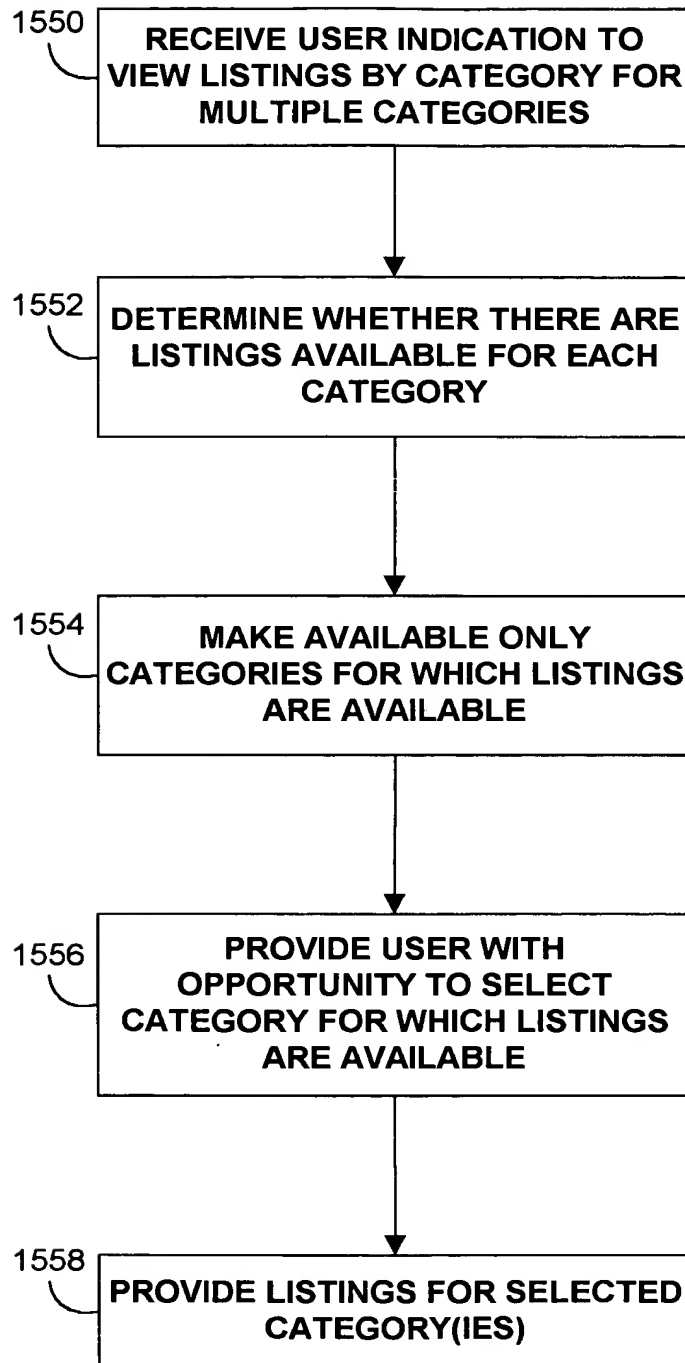 1550
RECEIVE USER INDICATION TO
VIEW LISTINGS BY CATEGORY FOR
MULTIPLE CATEGORIES
1552
DETERMINE WHETHER THERE ARE
LISTINGS AVAILABLE FOR EACH
CATEGORY
1554
MAKE AVAILABLE ONLY
CATEGORIES FOR WHICH LISTINGS
ARE AVAILABLE
1556
PROVIDE USER WITH
OPPORTUNITY TO SELECT
CATEGORY FOR WHICH LISTINGS
ARE AVAILABLE
1558
PROVIDE LISTINGS FOR SELECTED
CATEGORY(IES)